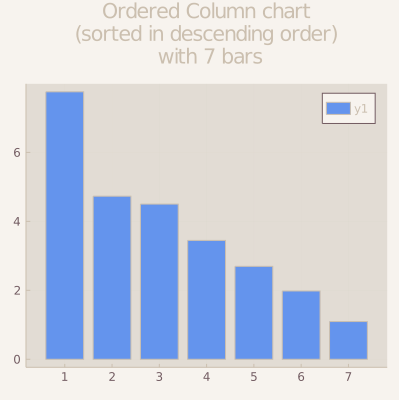 Ordered Column chart
(sorted in descending order)
with 7 bars
y1
6
4
2
0
1 2 3 4 5 6 7